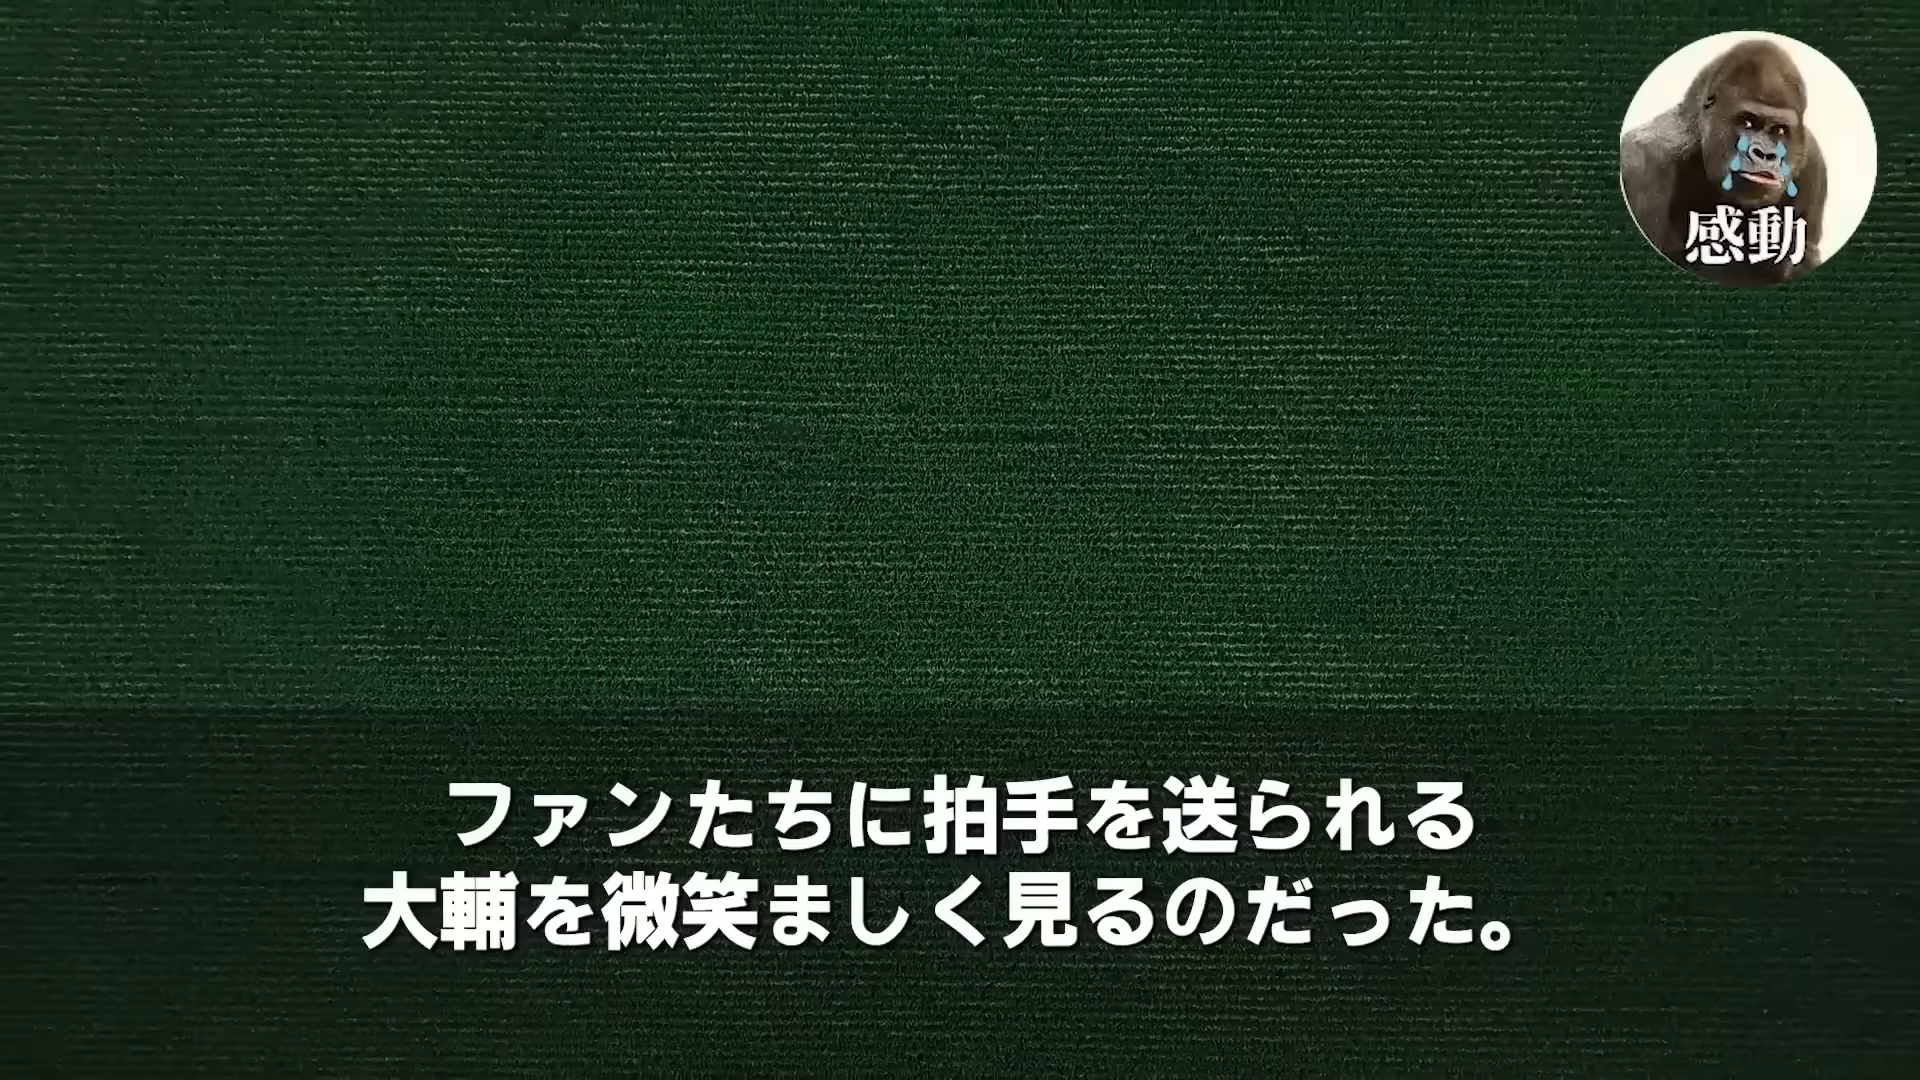 感動
ファンたちに拍手を送られる
大輔を微笑ましく見るのだった。